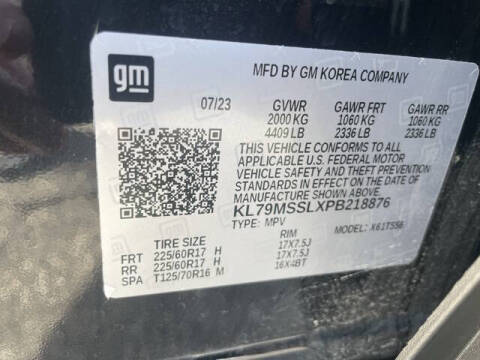 gm
MFD BY GM KOREA COMPANY
07/23 GVWR GAWR FRT GAWR RR
2000 KG 1060 KG 1060 KG
4409 LB 2336 LB 2336 LB
THIS VEHICLE CONFORMS TO ALL
APPLICABLE U.S. FEDERAL MOTOR
VEHICLE SAFETY AND THEFT PREVENTION
STANDARDS IN EFFECT ON THE DATE OF
MANUFACTURE SHOWN ABOVE.
KL79MSSLXPB218876
TYPE: MPV MODEL: X61TS56
TIRE SIZE RIM
FRT 225/60R17 H 17X7.5J
RR 225/60R17 H 17X7.5J
SPA T125/70R16 M 16X4BT